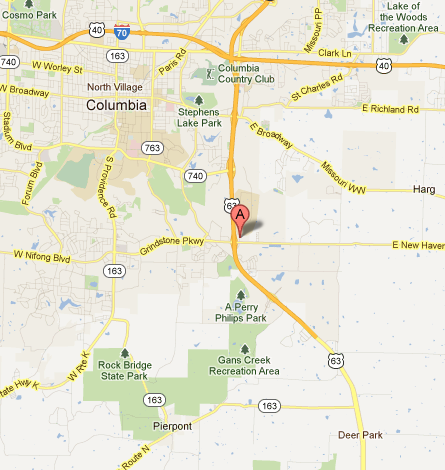 Cosmo Park
40
70
163
Paris Rd
Missouri PP
Lake of
the Woods
Recreation Area
Clark Ln
40
740
W Worley St
Columbia
Country Club
St Charles Rd
North Village
W Broadway
Columbia
Stephens
Lake Park
E Richland Rd
E Broadway
Stadium Blvd
763
Forum Blvd
S Providence Rd
740
Missouri WW
Harg
63
A
Grindstone Pkwy
E New Haven
W Nifong Blvd
163
A Perry
Philips Park
Rock Bridge
State Park
Gans Creek
Recreation Area
63
W Rte K
State Hwy K
163
163
Pierpont
Deer Park
Route N